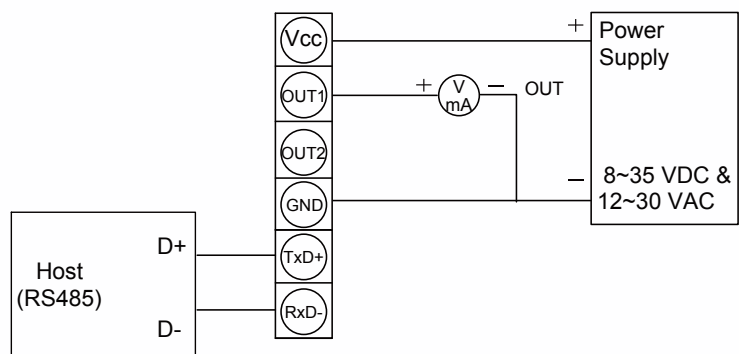 Vcc
OUT1
OUT2
GND
TxD+
RxD-
+
V
mA
−
OUT
+
Power
Supply
−
8~35 VDC &
12~30 VAC
Host
(RS485)
D+
D-